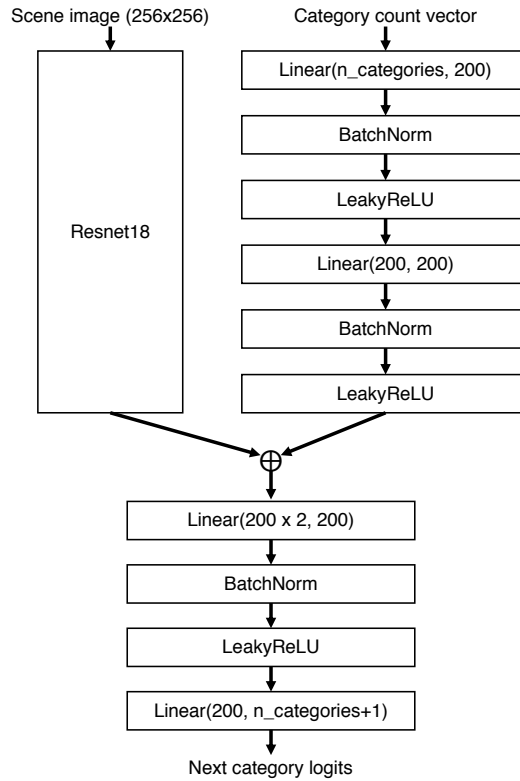 Scene image (256x256)
Resnet18
Category count vector
Linear(n_categories, 200)
BatchNorm
LeakyReLU
Linear(200, 200)
BatchNorm
LeakyReLU
Linear(200 x 2, 200)
BatchNorm
LeakyReLU
Linear(200, n_categories+1)
Next category logits